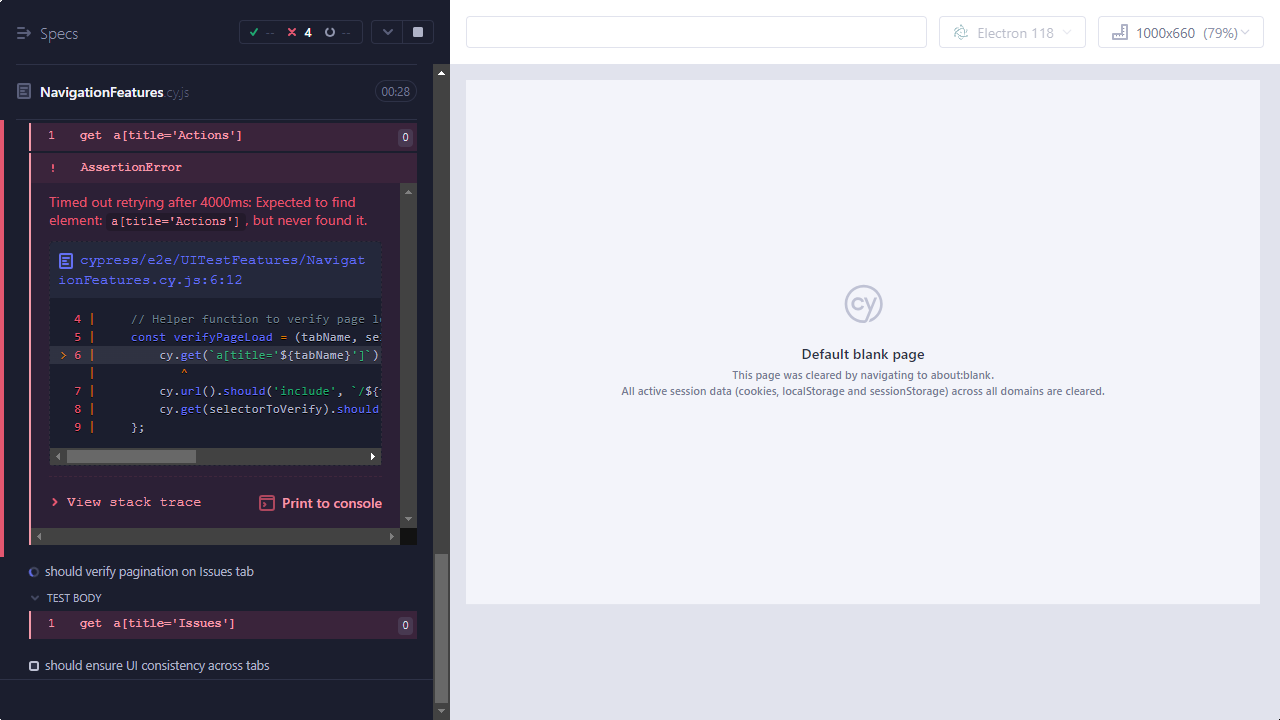 Specs
-- 4 --
Electron 118
1000x660 (79%)
NavigationFeatures.cy.js
00:28
1 get a[title='Actions'] 0
! AssertionError
Timed out retrying after 4000ms: Expected to find
element: a[title='Actions'], but never found it.
cypress/e2e/UITestFeatures/Navigat
ionFeatures.cy.js:6:12
4 | // Helper function to verify page l
5 | const verifyPageLoad = (tabName, se
> 6 | cy.get(`a[title='${tabName}']`)
| ^
7 | cy.url().should('include', `/${
8 | cy.get(selectorToVerify).should
9 | };
> View stack trace
Print to console
should verify pagination on Issues tab
TEST BODY
1 get a[title='Issues'] 0
should ensure UI consistency across tabs
cy
Default blank page
This page was cleared by navigating to about:blank.
All active session data (cookies, localStorage and sessionStorage) across all domains are cleared.